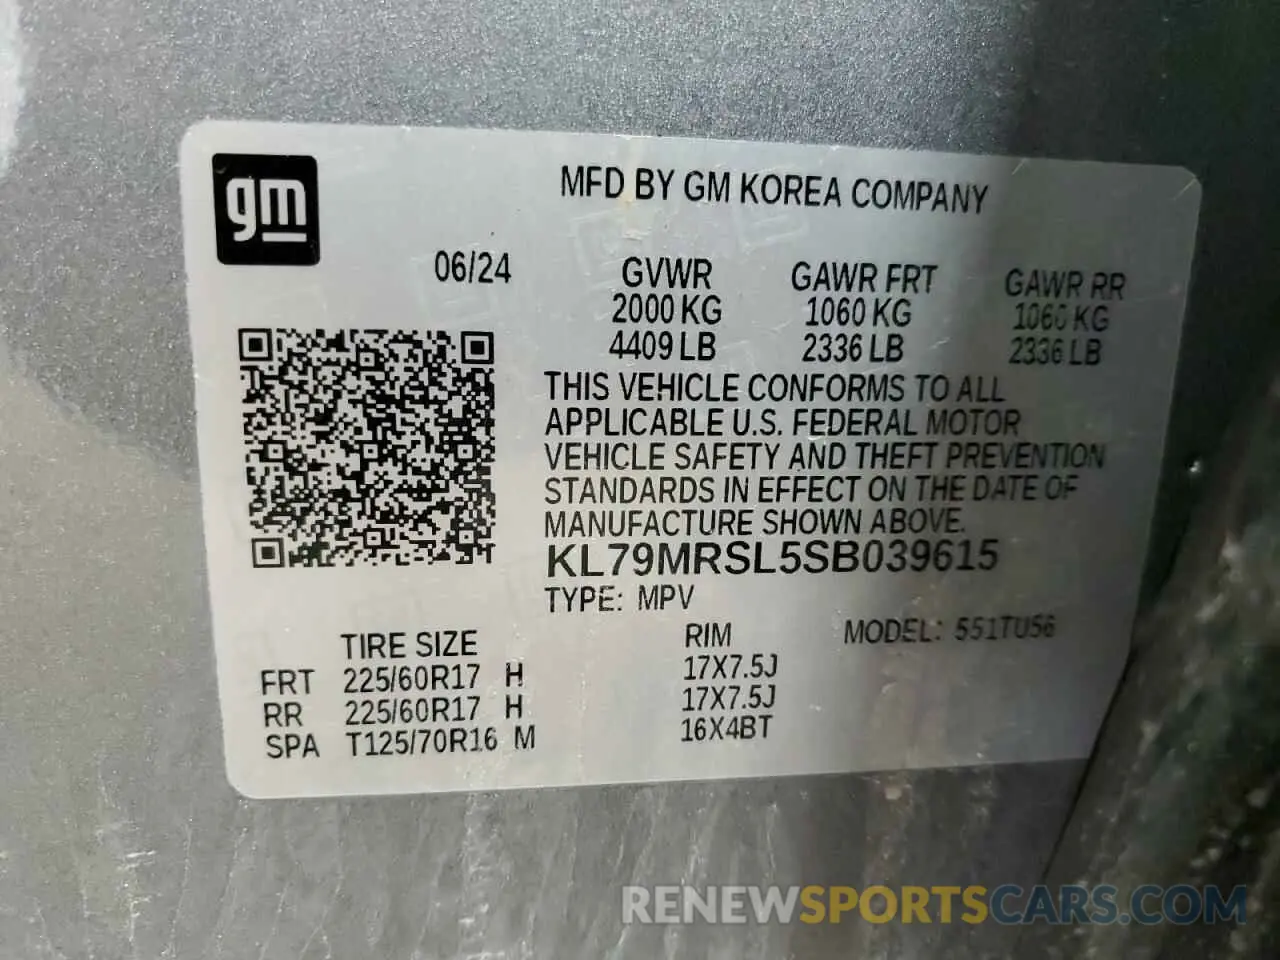 gm
MFD BY GM KOREA COMPANY
06/24
GVWR GAWR FRT GAWR RR
2000 KG 1060 KG 1060 KG
4409 LB 2336 LB 2336 LB
THIS VEHICLE CONFORMS TO ALL
APPLICABLE U.S. FEDERAL MOTOR
VEHICLE SAFETY AND THEFT PREVENTION
STANDARDS IN EFFECT ON THE DATE OF
MANUFACTURE SHOWN ABOVE.
KL79MRSL5SB039615
TYPE: MPV
TIRE SIZE RIM MODEL: 551TU56
FRT 225/60R17 H 17X7.5J
RR 225/60R17 H 17X7.5J
SPA T125/70R16 M 16X4BT
RENEWSPORTSCARS.COM